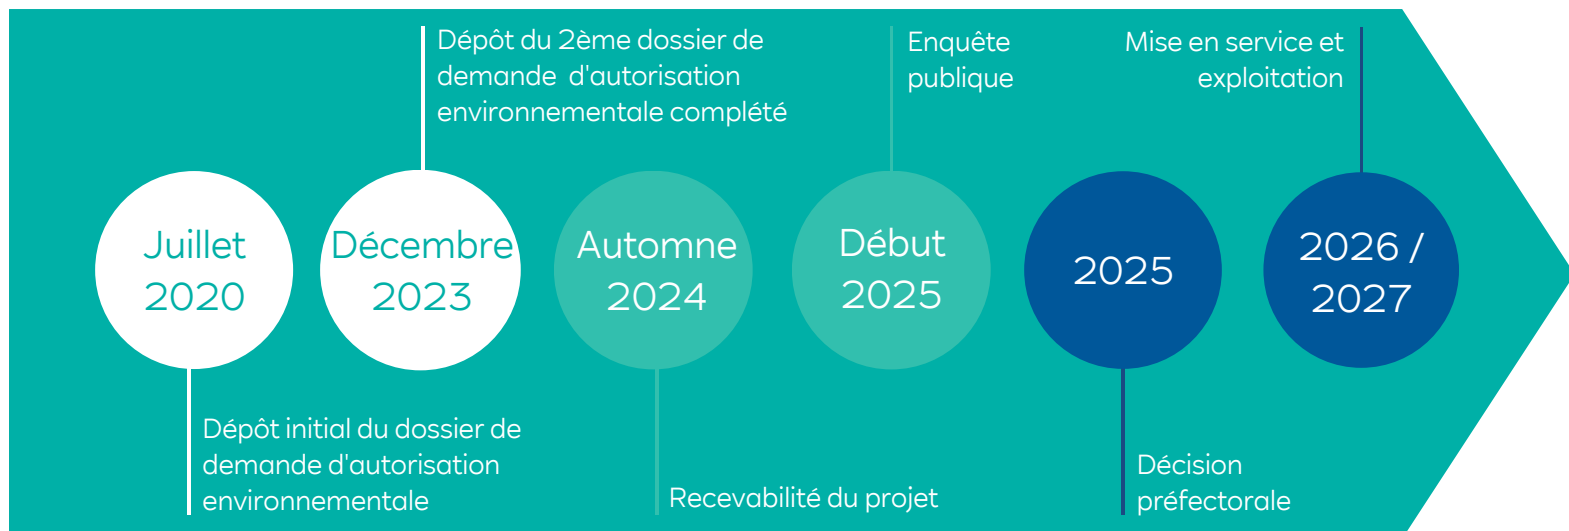 Dépôt du 2ème dossier de
demande d'autorisation
environnementale complété
Enquête
publique
Mise en service et
exploitation
Juillet
2020
Décembre
2023
Automne
2024
Début
2025
2025
2026 /
2027
Dépôt initial du dossier de
demande d'autorisation
environnementale
Recevabilité du projet
Décision
préfectorale